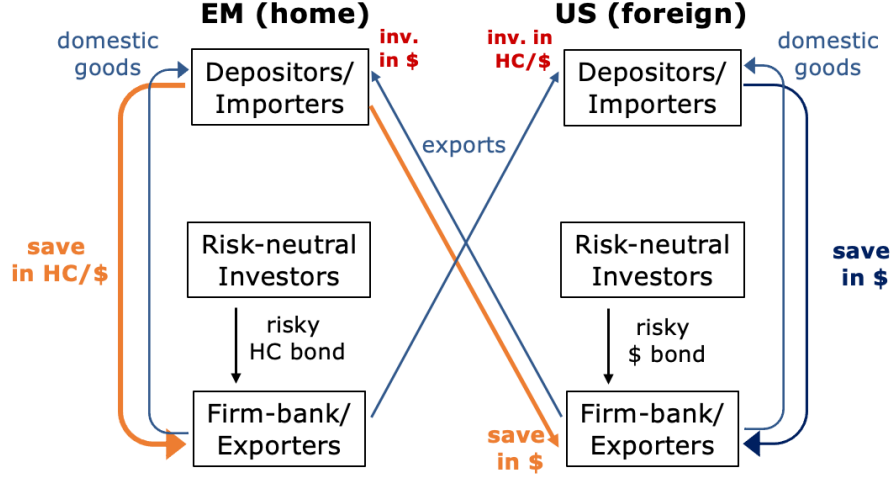 EM (home)
US (foreign)
domestic
goods
inv.
in $
inv. in
HC/$
domestic
goods
Depositors/
Importers
Depositors/
Importers
exports
save
in HC/$
Risk-neutral
Investors
Risk-neutral
Investors
save
in $
risky
HC bond
risky
$ bond
Firm-bank/
Exporters
save
in $
Firm-bank/
Exporters